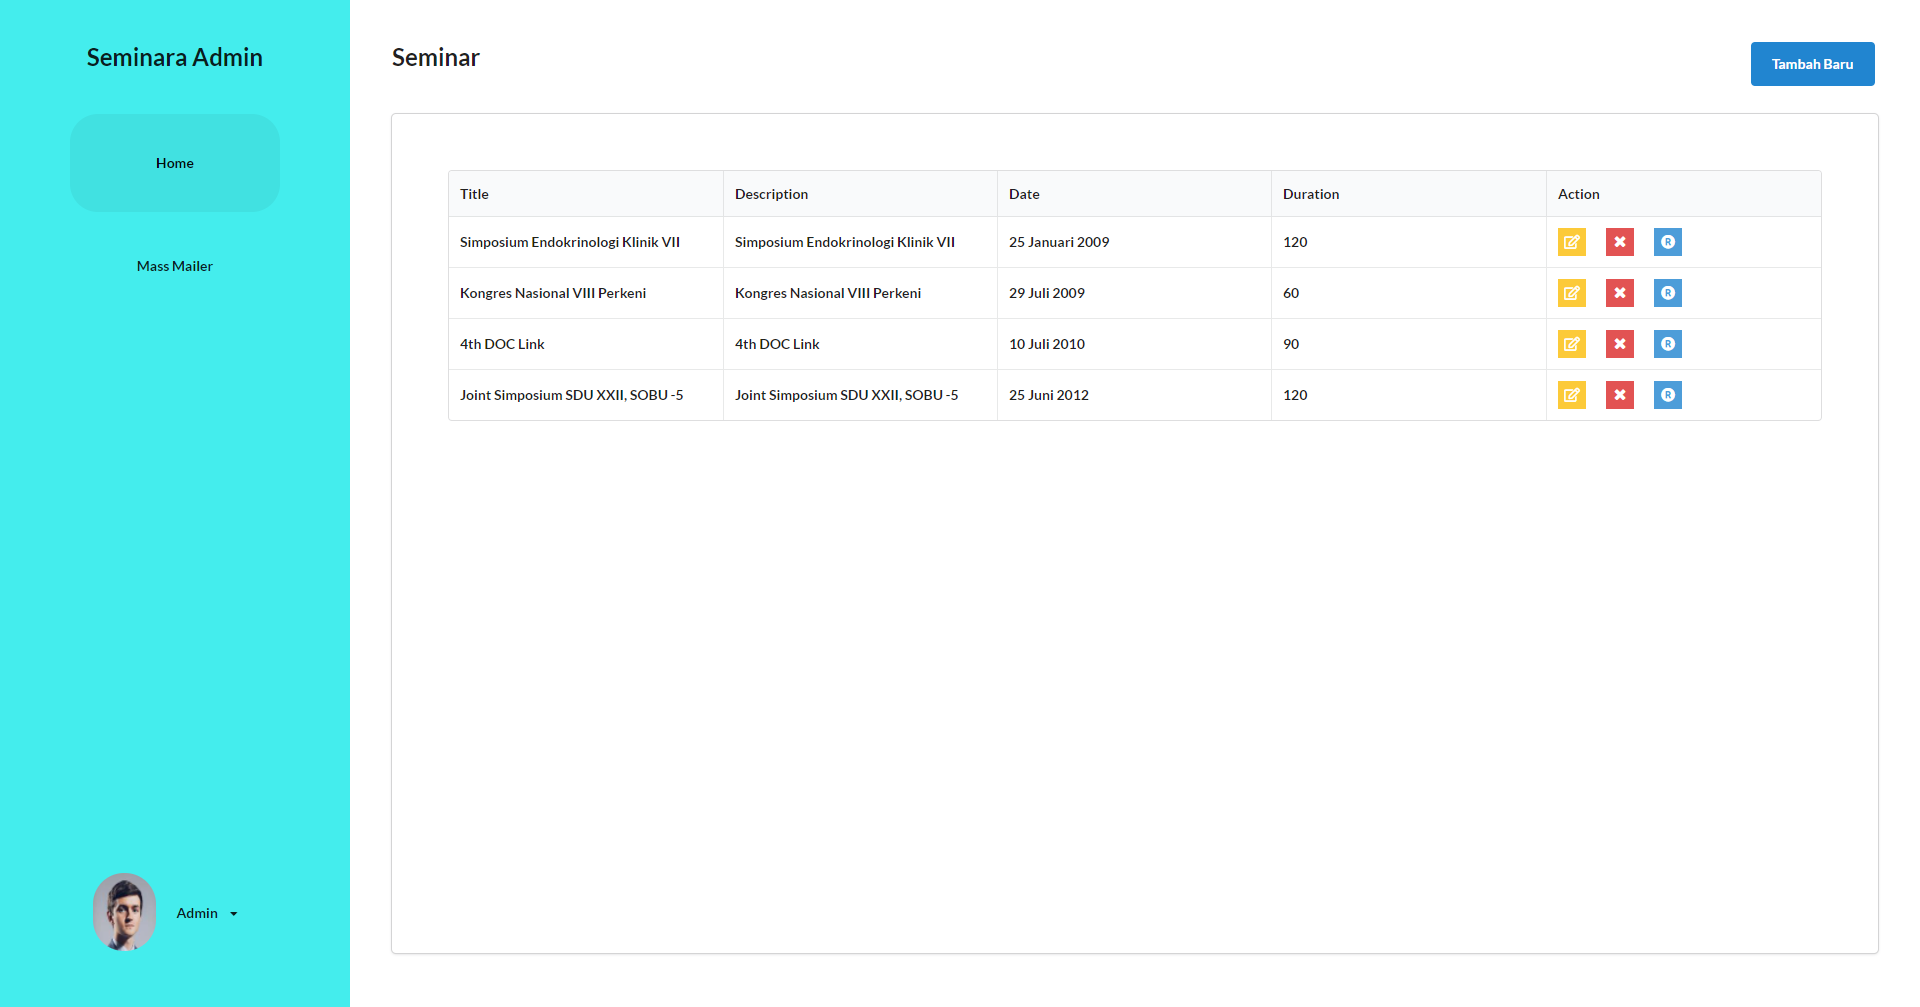 Seminara Admin
Home
Mass Mailer
Admin
Seminar
Tambah Baru
Title Description Date Duration Action
Simposium Endokrinologi Klinik VII Simposium Endokrinologi Klinik VII 25 Januari 2009 120 R
Kongres Nasional VIII Perkeni Kongres Nasional VIII Perkeni 29 Juli 2009 60 R
4th DOC Link 4th DOC Link 10 Juli 2010 90 R
Joint Simposium SDU XXII, SOBU -5 Joint Simposium SDU XXII, SOBU -5 25 Juni 2012 120 R